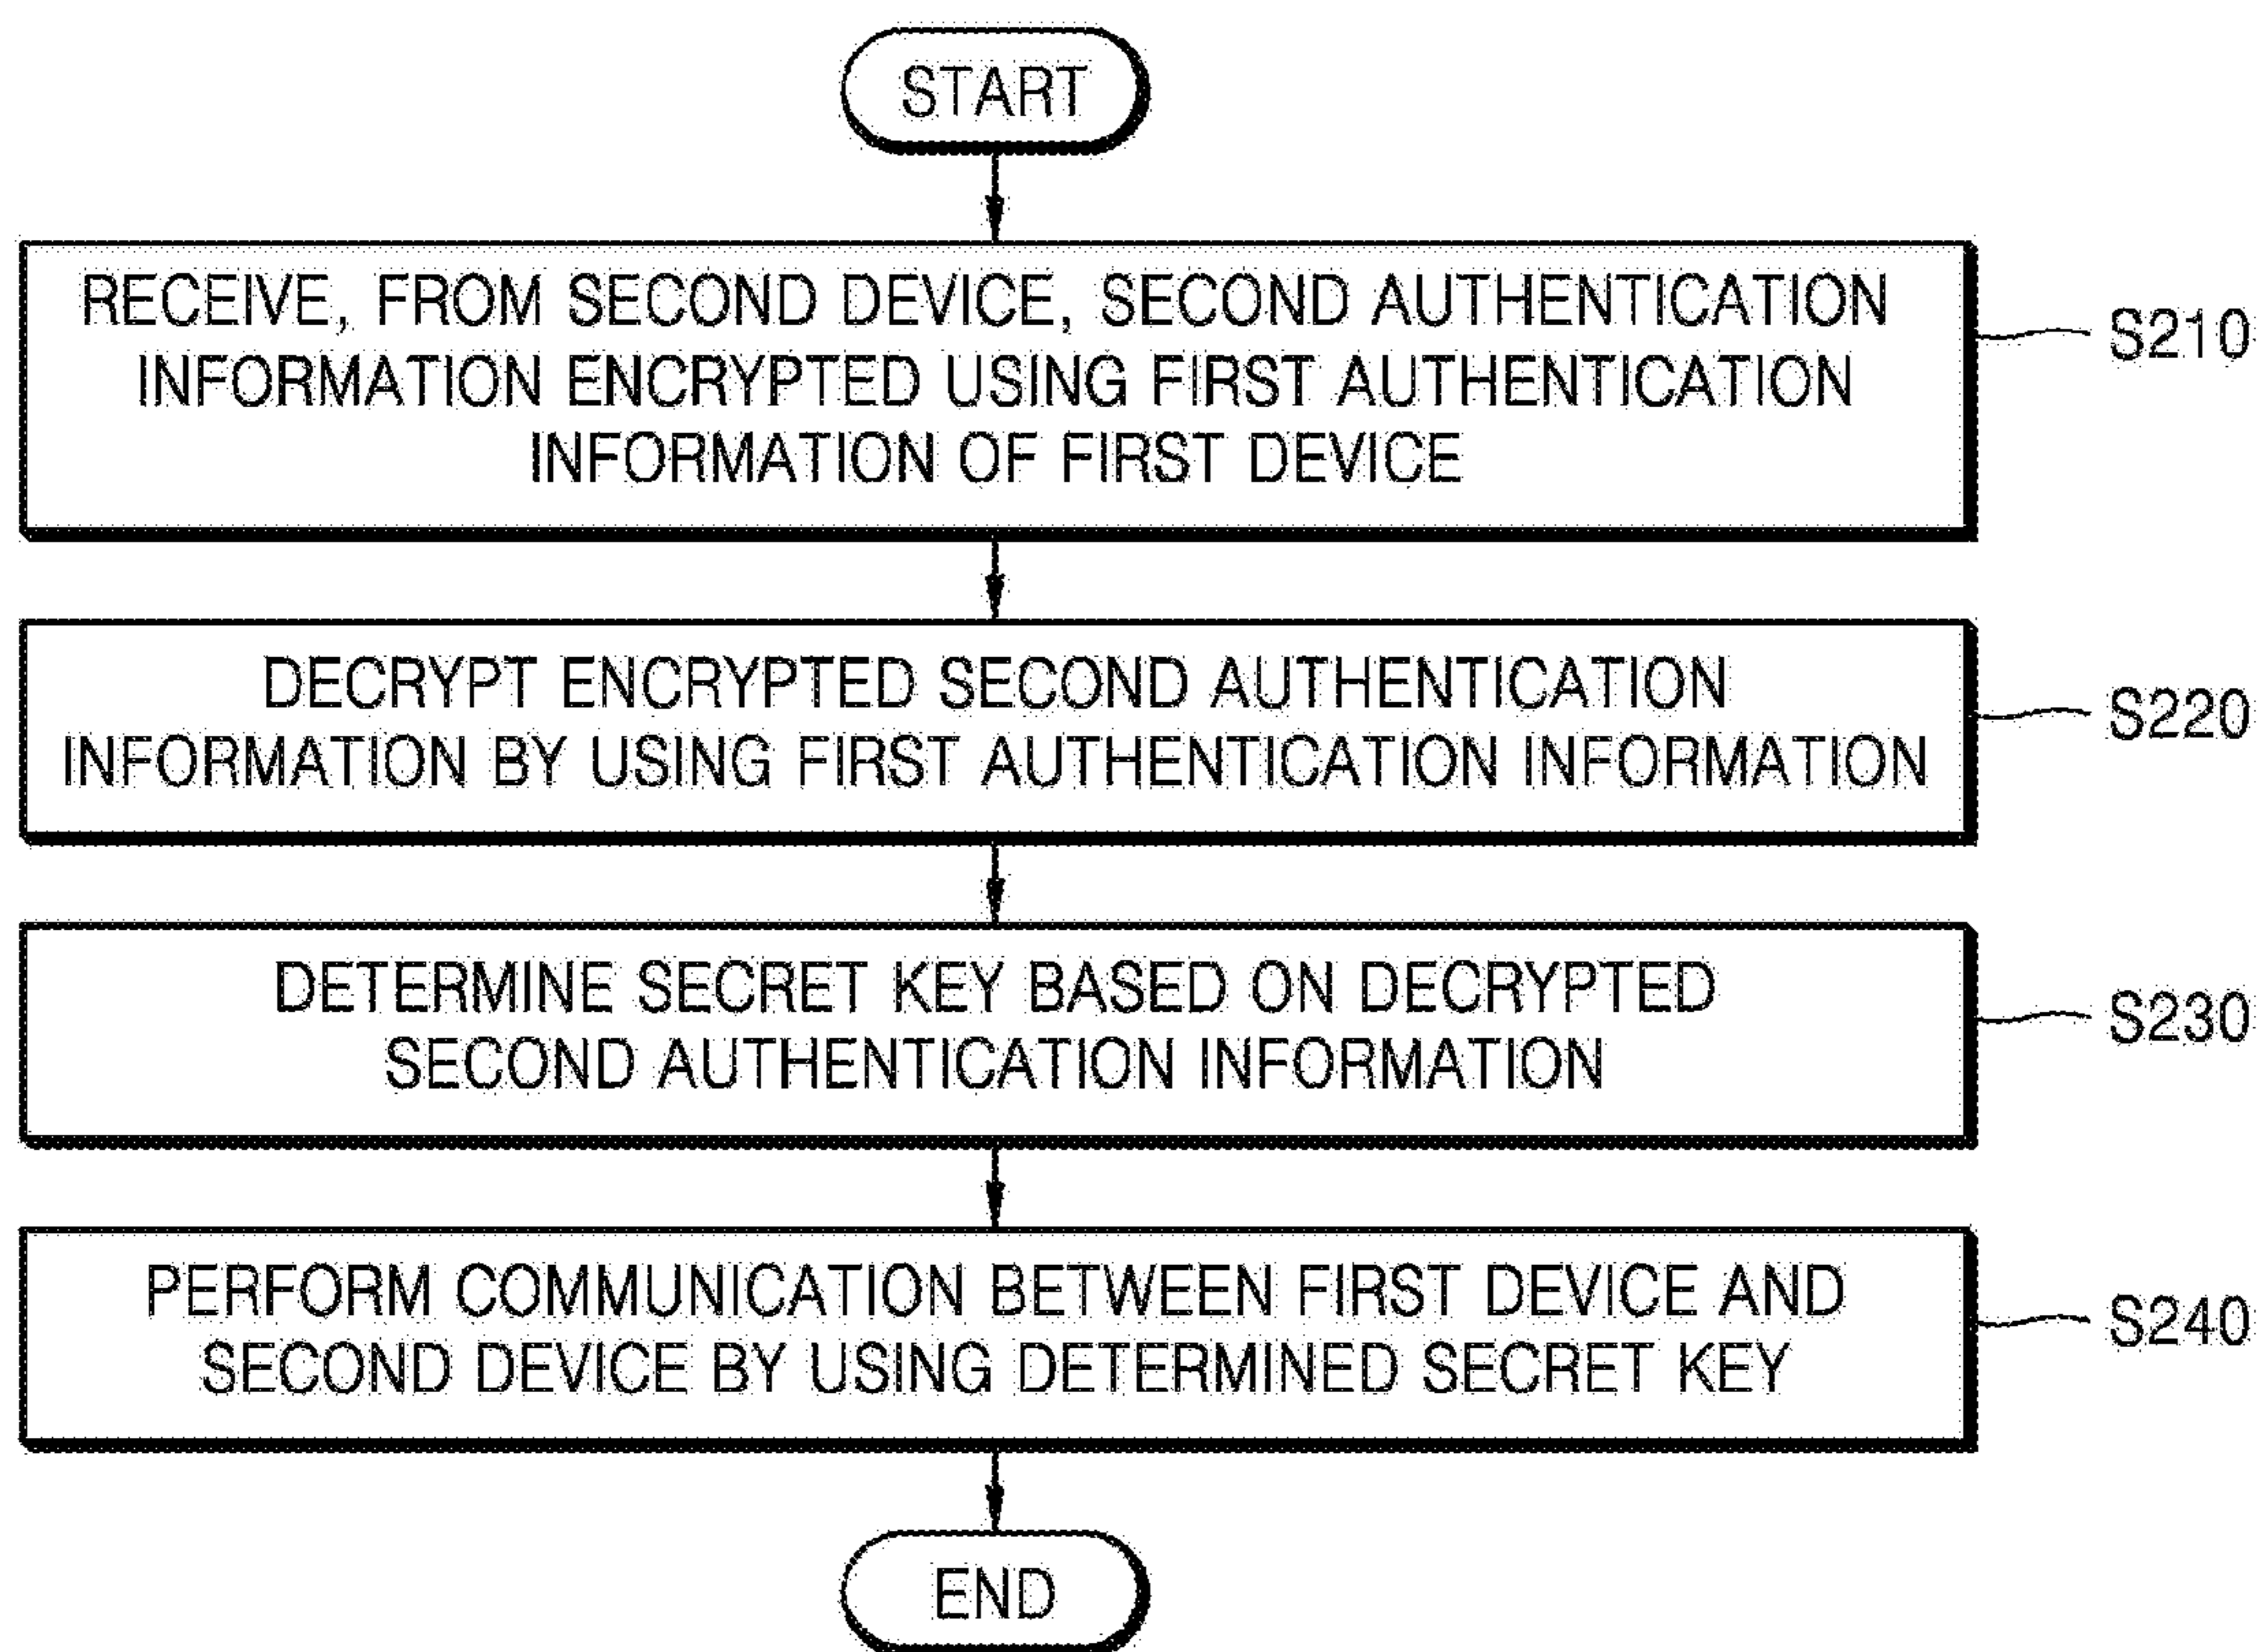 START
RECEIVE, FROM SECOND DEVICE, SECOND AUTHENTICATION
INFORMATION ENCRYPTED USING FIRST AUTHENTICATION
INFORMATION OF FIRST DEVICE
S210
DECRYPT ENCRYPTED SECOND AUTHENTICATION
INFORMATION BY USING FIRST AUTHENTICATION INFORMATION
S220
DETERMINE SECRET KEY BASED ON DECRYPTED
SECOND AUTHENTICATION INFORMATION
S230
PERFORM COMMUNICATION BETWEEN FIRST DEVICE AND
SECOND DEVICE BY USING DETERMINED SECRET KEY
S240
END